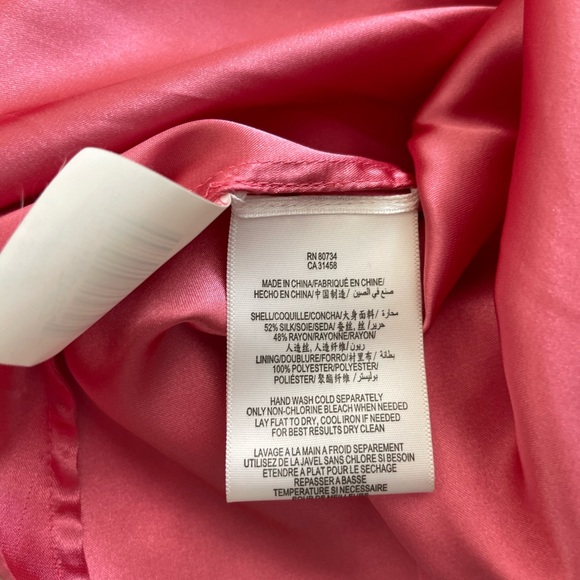 RN 80734
CA 31458
MADE IN CHINA/FABRIQUÉ EN CHINE/
HECHO EN CHINA/中国制造/ صنع في الصين/
SHELL/COQUILLE/CONCHA/大身面料/ محارة/
52% SILK/SOIE/SEDA/ 蚕丝, 丝/ حرير/
48% RAYON/RAYONNE/RAYÓN/
人造丝, 人造纤维/ ريون/
LINING/DOUBLURE/FORRO/衬里布/ بطانة/
100% POLYESTER/POLYESTER/
POLIÉSTER/聚酯纤维/ بوليستر/
HAND WASH COLD SEPARATELY
ONLY NON-CHLORINE BLEACH WHEN NEEDED
LAY FLAT TO DRY, COOL IRON IF NEEDED
FOR BEST RESULTS DRY CLEAN
LAVAGE A LA MAIN A FROID SEPAREMENT
UTILISEZ DE LA JAVEL SANS CHLORE SI BESOIN
ETENDRE A PLAT POUR LE SECHAGE
REPASSER A BASSE
TEMPERATURE SI NECESSAIRE